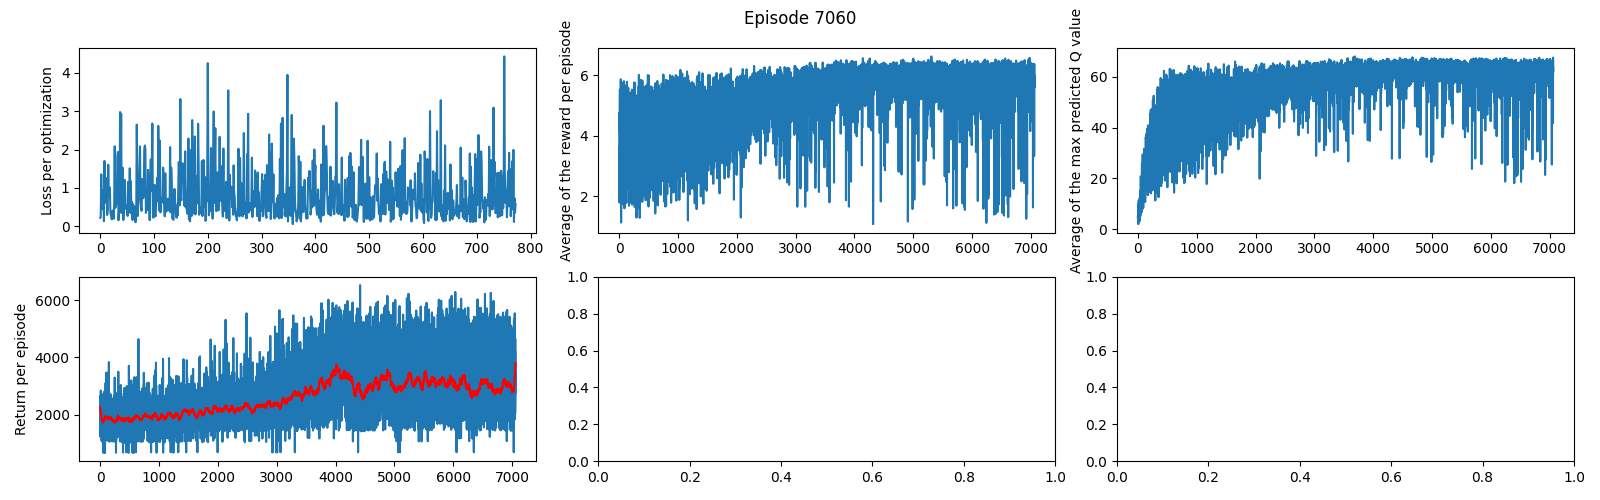 Episode 7060
Loss per optimization
4
3
2
1
0
0 100 200 300 400 500 600 700 800
Average of the reward per episode
6
4
2
0 1000 2000 3000 4000 5000 6000 7000
Average of the max predicted Q value
60
40
20
0
0 1000 2000 3000 4000 5000 6000 7000
Return per episode
6000
4000
2000
0 1000 2000 3000 4000 5000 6000 7000
1.0
0.8
0.6
0.4
0.2
0.0
0.0 0.2 0.4 0.6 0.8 1.0
1.0
0.8
0.6
0.4
0.2
0.0
0.0 0.2 0.4 0.6 0.8 1.0